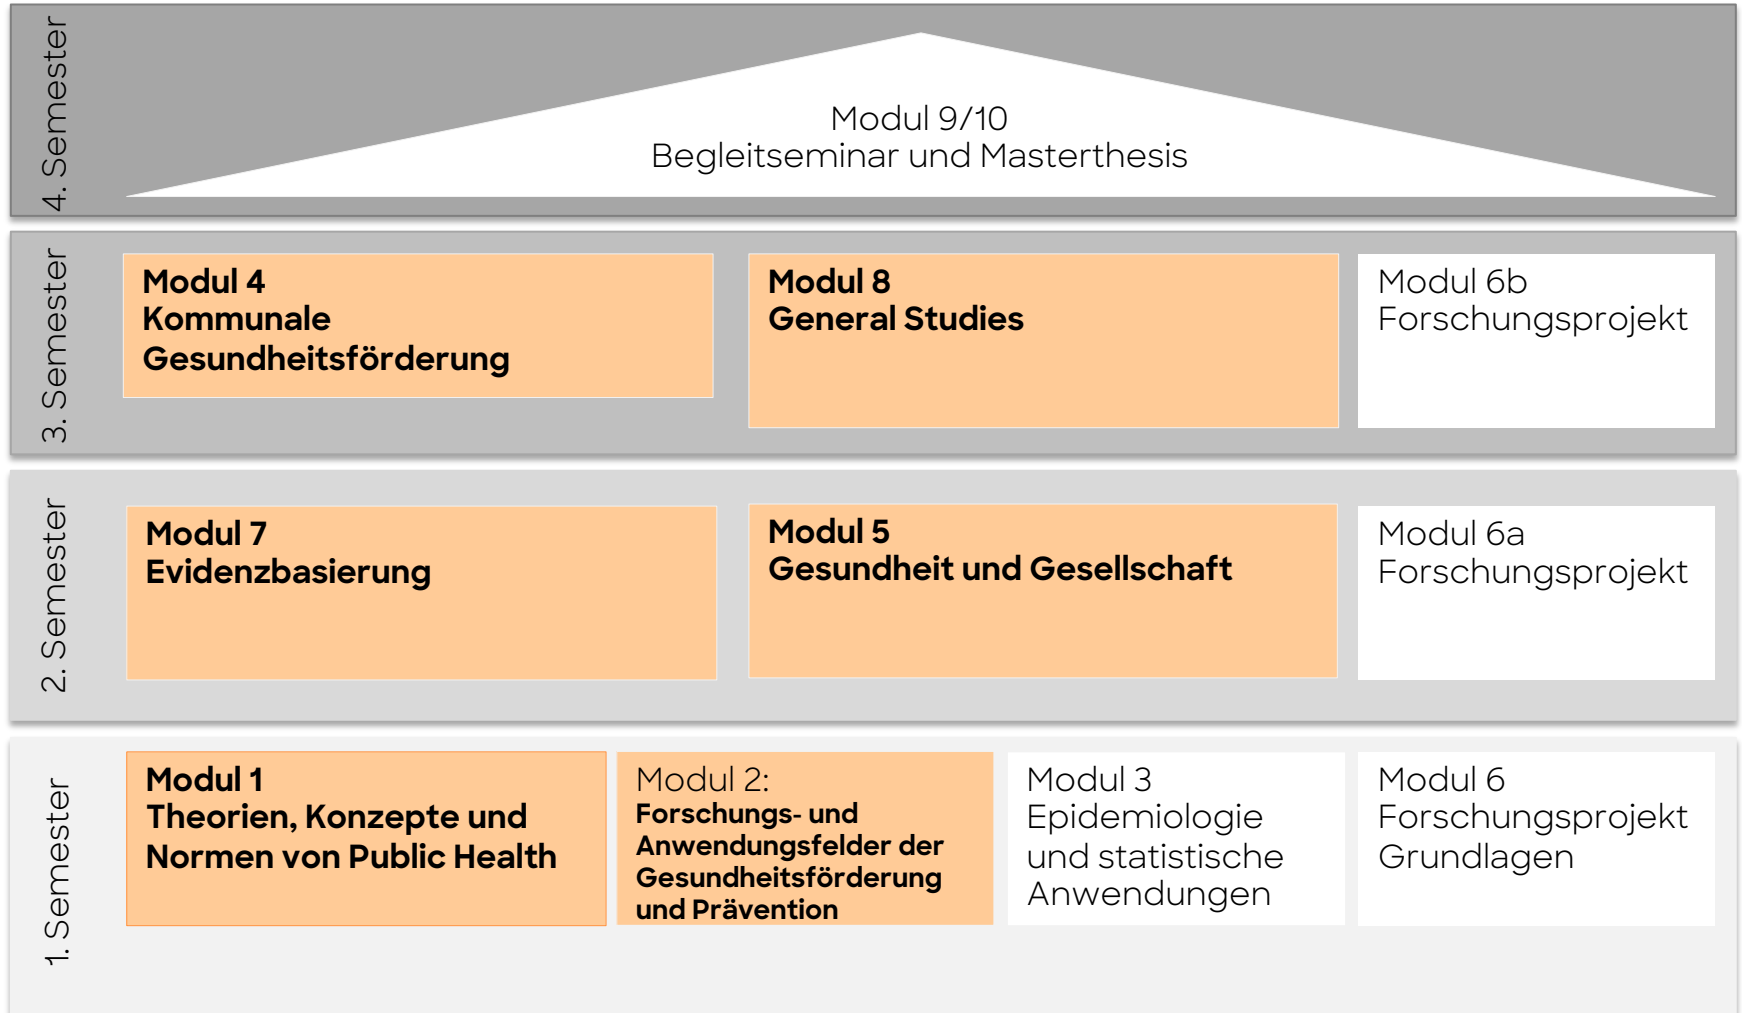 4. Semester
Modul 9/10
Begleitseminar und Masterthesis
3. Semester
Modul 4
Kommunale
Gesundheitsförderung
Modul 8
General Studies
Modul 6b
Forschungsprojekt
2. Semester
Modul 7
Evidenzbasierung
Modul 5
Gesundheit und Gesellschaft
Modul 6a
Forschungsprojekt
1. Semester
Modul 1
Theorien, Konzepte und
Normen von Public Health
Modul 2:
Forschungs- und
Anwendungsfelder der
Gesundheitsförderung
und Prävention
Modul 3
Epidemiologie
und statistische
Anwendungen
Modul 6
Forschungsprojekt
Grundlagen